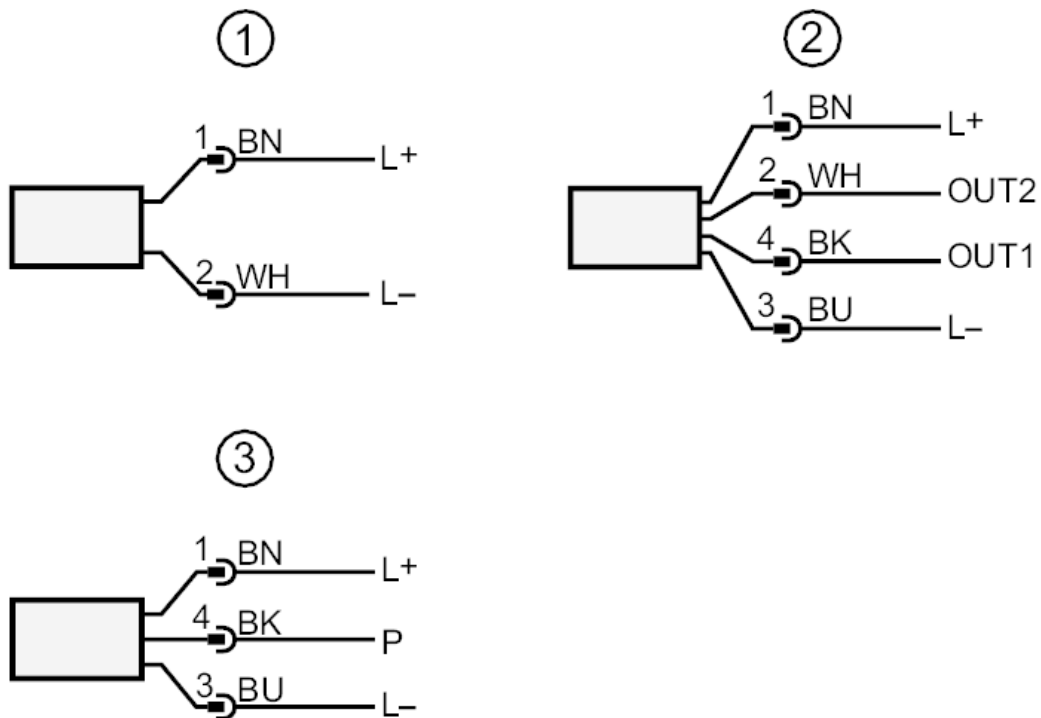 1
2
1 BN L+
2 WH L–
1 BN L+
2 WH OUT2
4 BK OUT1
3 BU L–
3
1 BN L+
4 BK P
3 BU L–